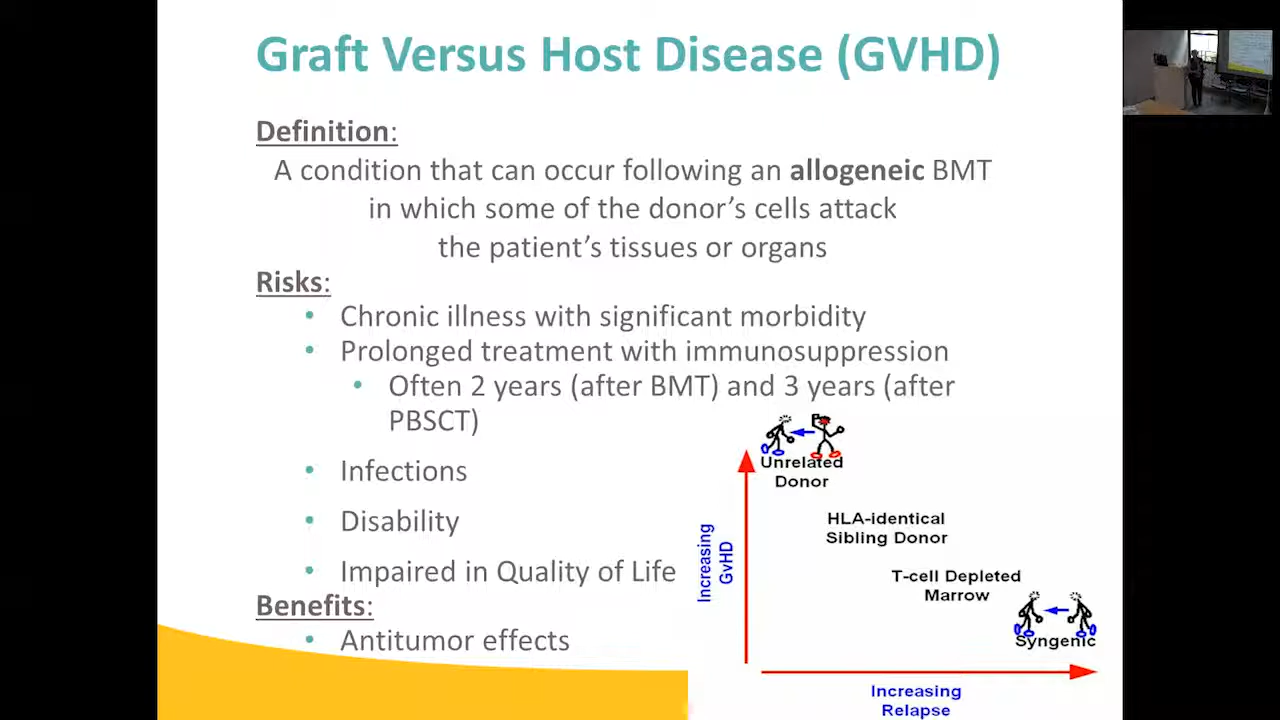 Graft Versus Host Disease (GVHD)
Definition:
A condition that can occur following an allogeneic BMT
in which some of the donor's cells attack
the patient's tissues or organs
Risks:
• Chronic illness with significant morbidity
• Prolonged treatment with immunosuppression
• Often 2 years (after BMT) and 3 years (after
PBSCT)
• Infections
• Disability
• Impaired in Quality of Life
Benefits:
• Antitumor effects
Increasing
GvHD
Unrelated
Donor
HLA-identical
Sibling Donor
T-cell Depleted
Marrow
Syngenic
Increasing
Relapse